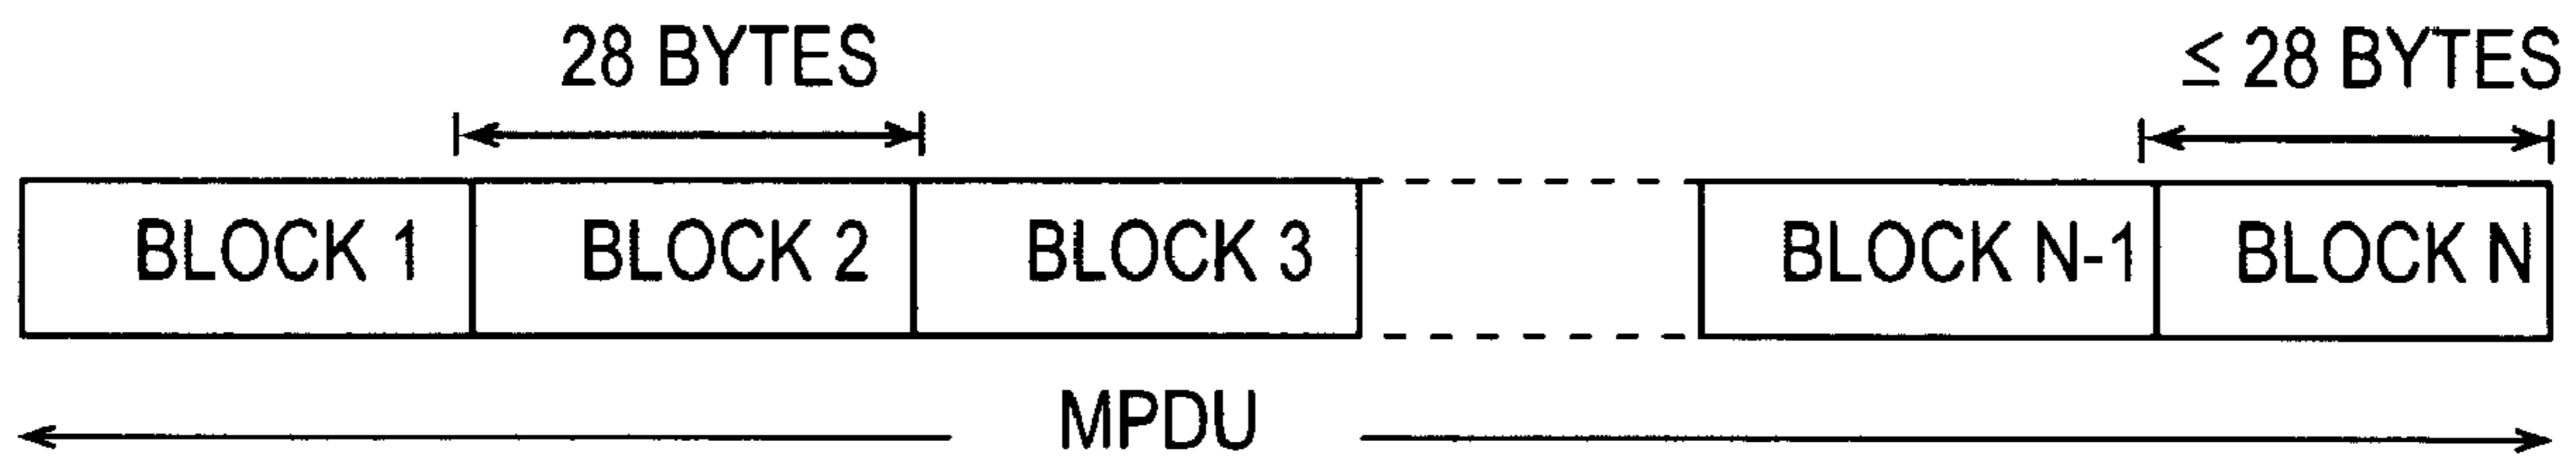 28 BYTES ≤ 28 BYTES
BLOCK 1 BLOCK 2 BLOCK 3 BLOCK N-1 BLOCK N
MPDU